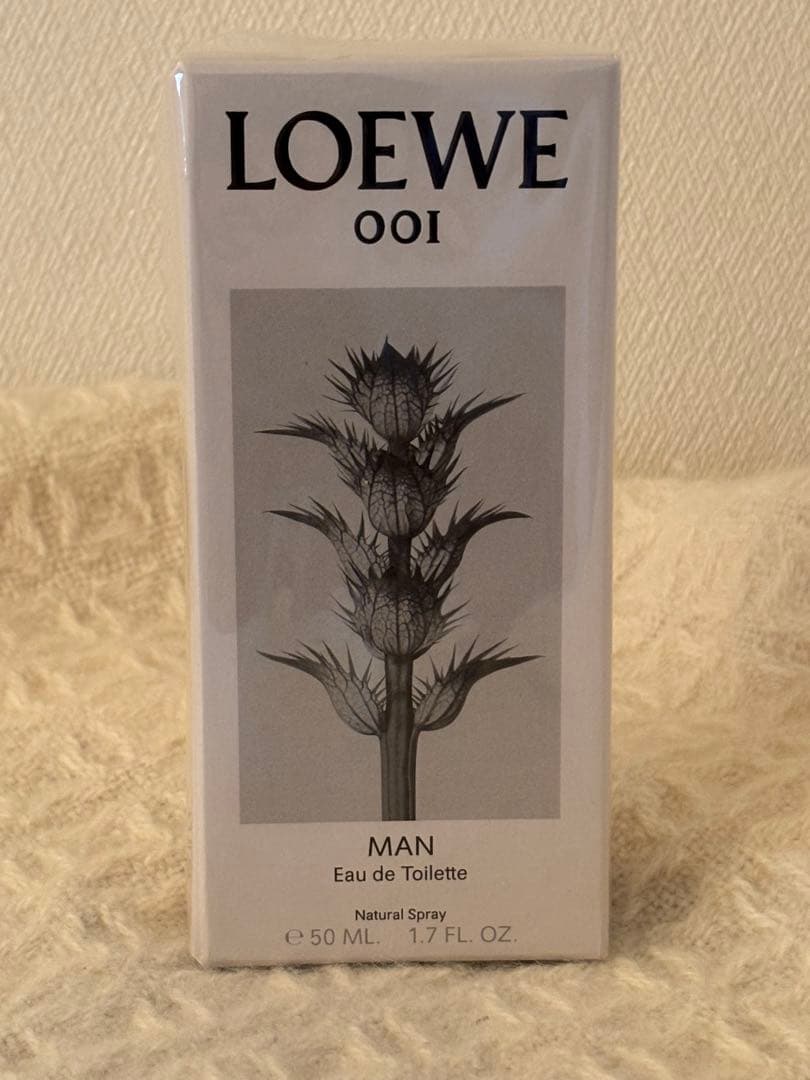 LOEWE
001
MAN
Eau de Toilette
Natural Spray
℮ 50 ML. 1.7 FL. OZ.